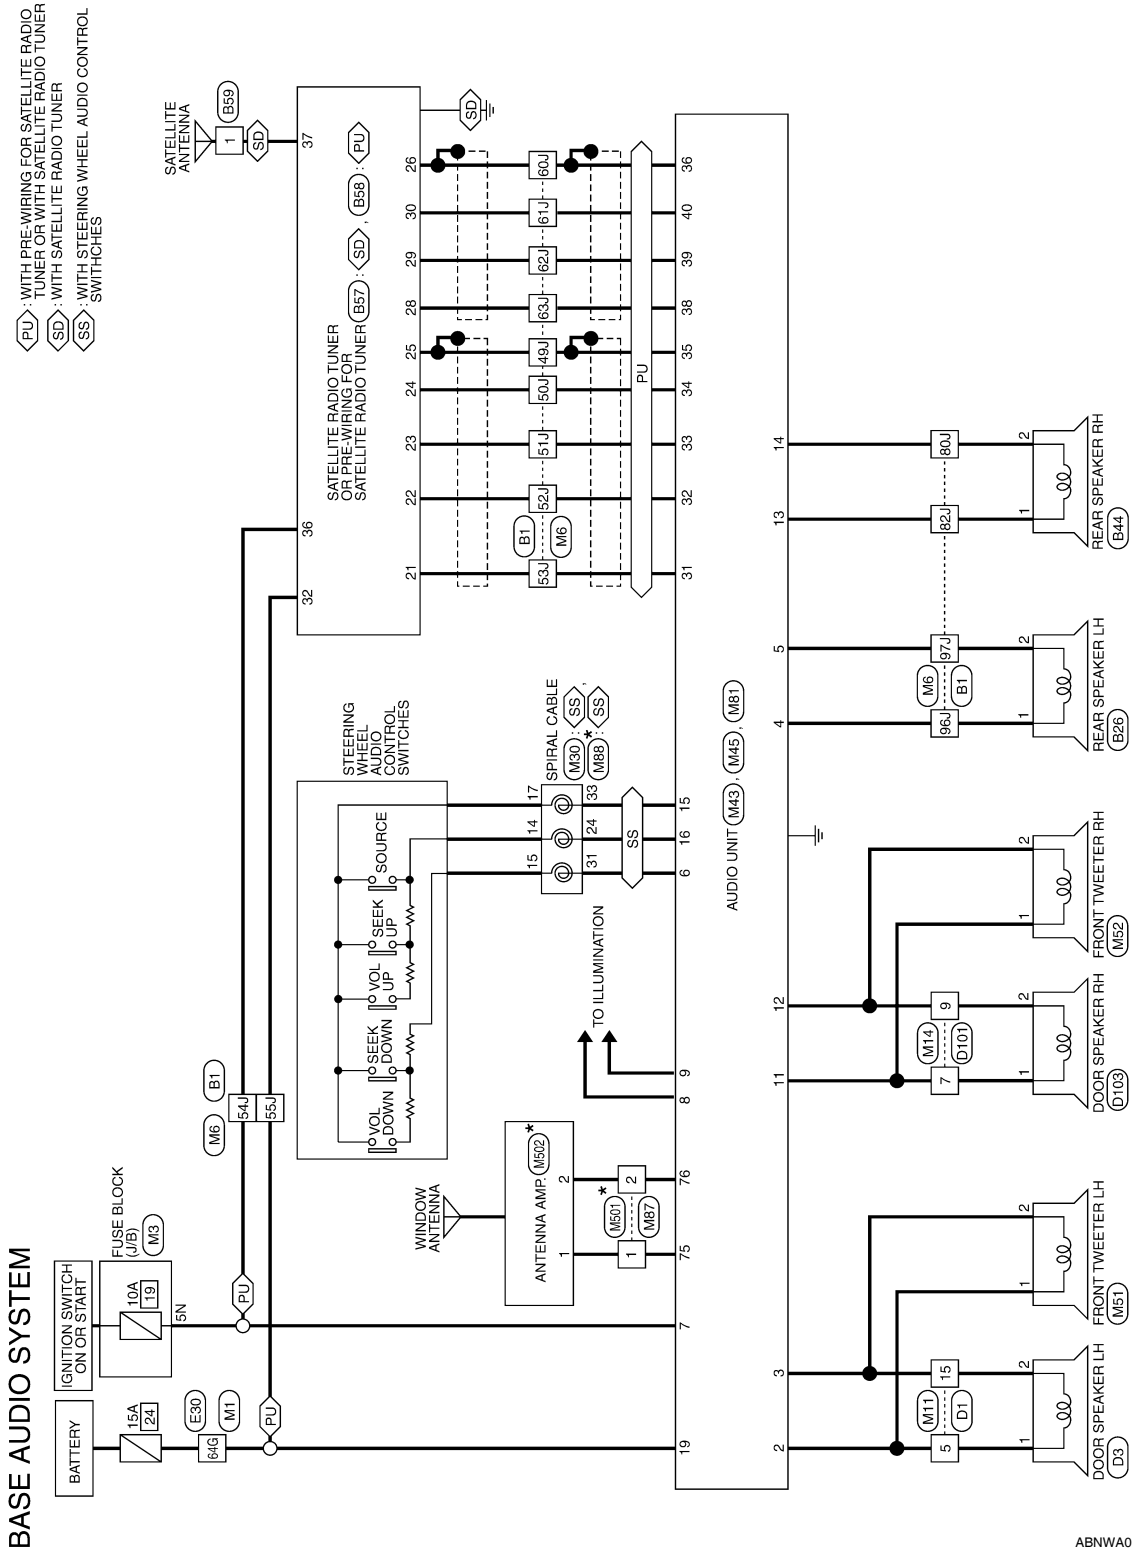 BASE AUDIO SYSTEM
PU : WITH PRE-WIRING FOR SATELLITE RADIO
TUNER OR WITH SATELLITE RADIO TUNER
SD : WITH SATELLITE RADIO TUNER
SS : WITH STEERING WHEEL AUDIO CONTROL
SWITHCHES
BATTERY
15A
24
E30
64G
M1
PU
19
IGNITION SWITCH
ON OR START
FUSE BLOCK
(J/B)
M3
10A
19
5N
PU
7
M6
B1
54J
55J
32
36
SATELLITE
ANTENNA
1
B59
SD
37
SATELLITE RADIO TUNER
OR PRE-WIRING FOR
SATELLITE RADIO TUNER
B57 : SD , B58 : PU
SD
21 22 23 24 25 28 29 30 26
B1
M6
53J 52J 51J 50J 49J 63J 62J 61J 60J
PU
31 32 33 34 35 38 39 40 36
STEERING
WHEEL
AUDIO
CONTROL
SWITCHES
VOL
DOWN
SEEK
DOWN
VOL
UP
SEEK
UP
SOURCE
SPIRAL CABLE
M30 : SS ,
M88 * : SS
15 14 17
31 24 33
SS
6 16 15
WINDOW
ANTENNA
ANTENNA AMP. M502 *
1 2
M501 *
M87
1 2
75 76
TO ILLUMINATION
8 9
AUDIO UNIT M43 , M45 , M81
2 3 11 12 4 5 13 14
M11
D1
5 15
1 2
DOOR SPEAKER LH
D3
1 2
FRONT TWEETER LH
M51
M14
D101
7 9
1 2
DOOR SPEAKER RH
D103
1 2
FRONT TWEETER RH
M52
M6
B1
96J 97J
1 2
REAR SPEAKER LH
B26
82J 80J
1 2
REAR SPEAKER RH
B44
ABNWA0